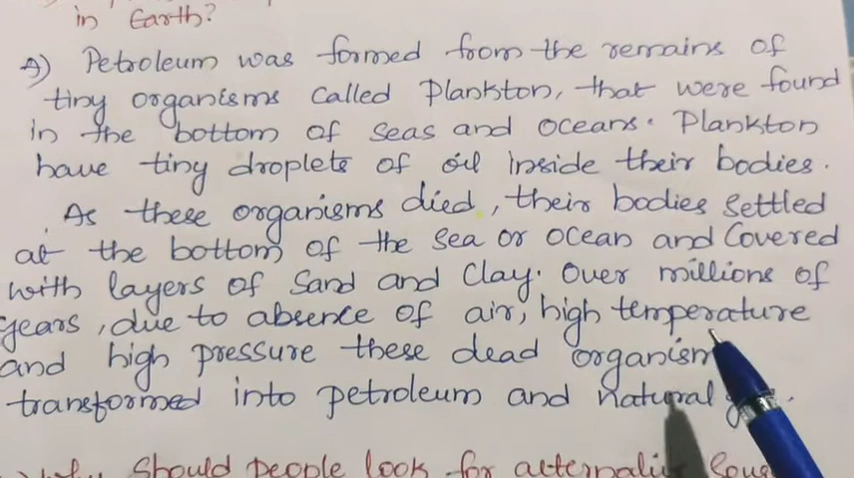 in Earth?
A) Petroleum was formed from the remains of
tiny organisms called Plankton, that were found
in the bottom of seas and oceans. Plankton
have tiny droplets of oil inside their bodies.
As these organisms died, their bodies settled
at the bottom of the sea or ocean and covered
with layers of sand and clay. Over millions of
years, due to absence of air, high temperature
and high pressure these dead organism
transformed into petroleum and natural
should people look for